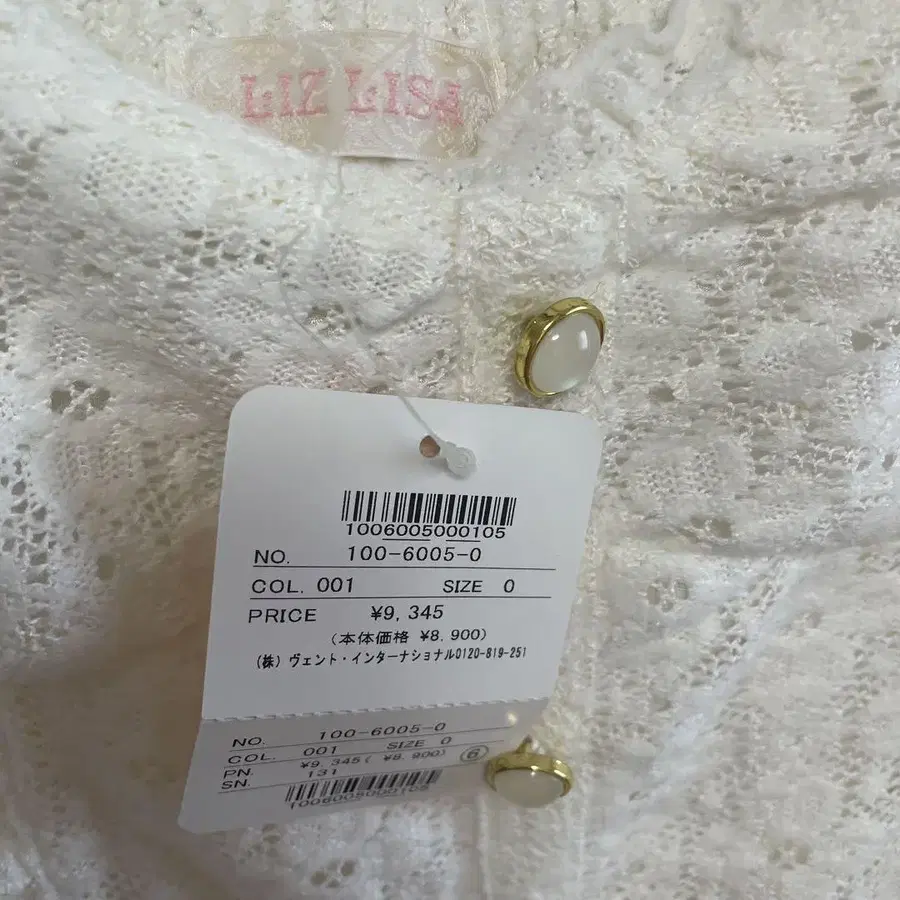 LIZ LISA
1006005000105
NO. 100-6005-0
COL. 001 SIZE 0
PRICE ¥9,345
(本体価格 ¥8,900)
(株) ヴェント・インターナショナル0120-819-251
NO. 100-6005-0
COL. 001 SIZE 0
PN. ¥9,345( ¥8,900) ⑥
SN. 131
1006005000105